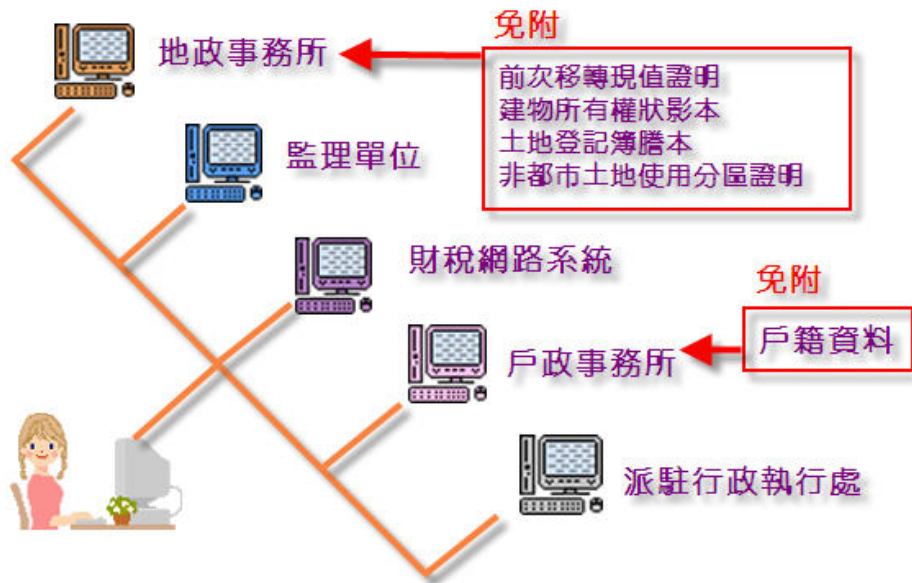 免附
地政事務所
前次移轉現值證明
建物所有權狀影本
土地登記簿謄本
非都市土地使用分區證明
監理單位
財稅網路系統
免附
戶政事務所
戶籍資料
派駐行政執行處